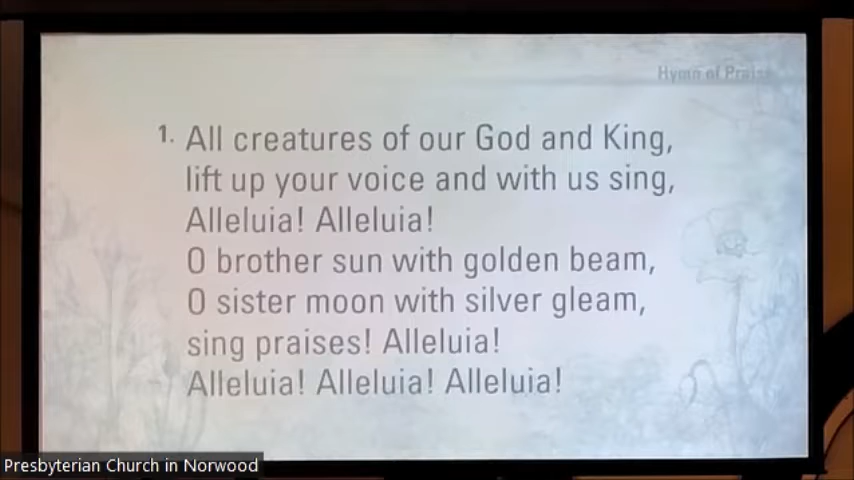 Hymn of Praise
1. All creatures of our God and King,
lift up your voice and with us sing,
Alleluia! Alleluia!
O brother sun with golden beam,
O sister moon with silver gleam,
sing praises! Alleluia!
Alleluia! Alleluia! Alleluia!
Presbyterian Church in Norwood